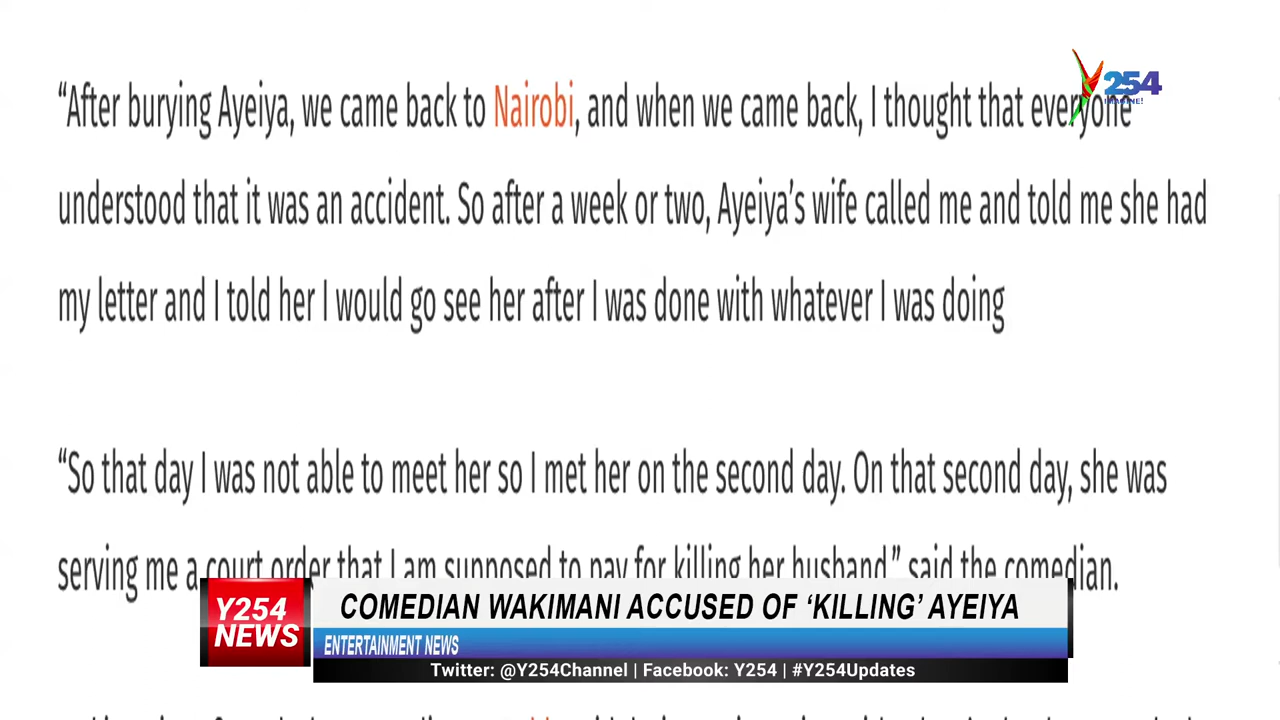 “After burying Ayeiya, we came back to Nairobi, and when we came back, I thought that everyone
Y254
IMAGINE!
understood that it was an accident. So after a week or two, Ayeiya’s wife called me and told me she had
my letter and I told her I would go see her after I was done with whatever I was doing
“So that day I was not able to meet her so I met her on the second day. On that second day, she was
serving me a court order that I am supposed to pay for killing her husband,” said the comedian.
Y254
NEWS
COMEDIAN WAKIMANI ACCUSED OF ‘KILLING’ AYEIYA
ENTERTAINMENT NEWS
Twitter: @Y254Channel | Facebook: Y254 | #Y254Updates